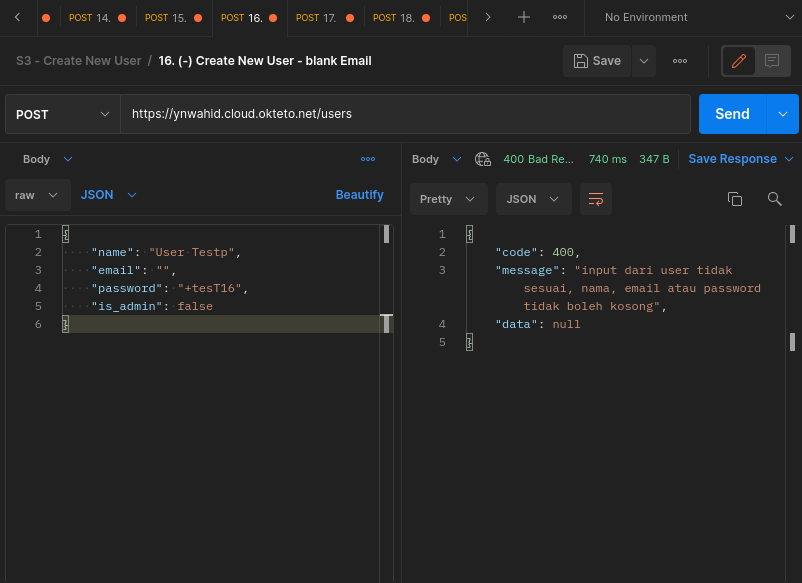 POST 14. POST 15. POST 16. POST 17. POST 18. POS No Environment
S3 - Create New User / 16. (-) Create New User - blank Email Save
POST https://ynwahid.cloud.okteto.net/users Send
Body
raw JSON Beautify
1 {
2 "name": "User Testp",
3 "email": "",
4 "password": "+tesT16",
5 "is_admin": false
6 }
Body 400 Bad Re... 740 ms 347 B Save Response
Pretty JSON
1 {
2 "code": 400,
3 "message": "input dari user tidak
sesuai, nama, email atau password
tidak boleh kosong",
4 "data": null
5 }